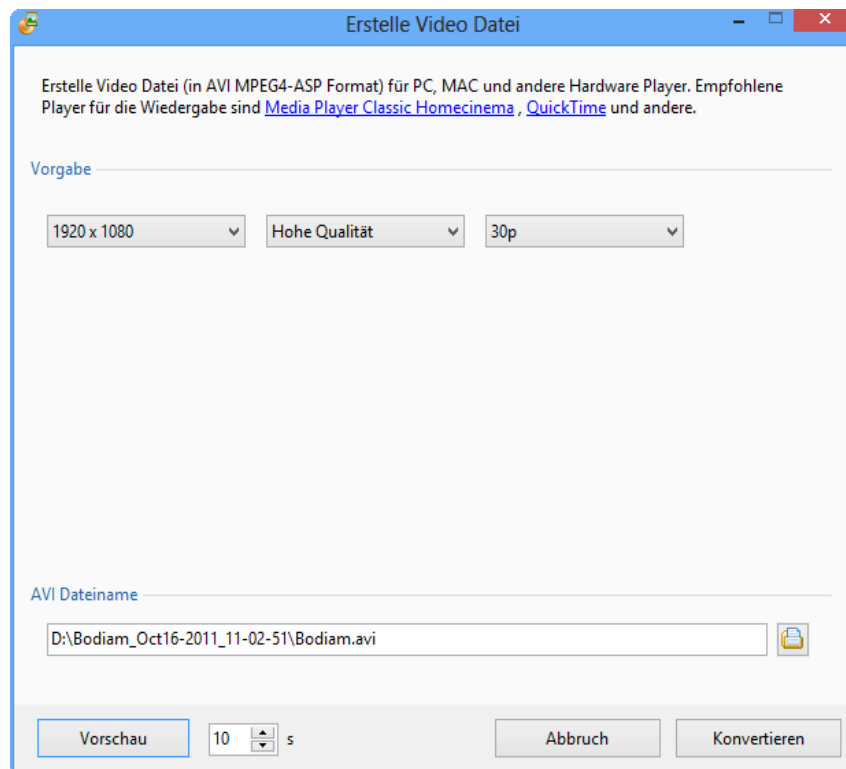 Erstelle Video Datei
Erstelle Video Datei (in AVI MPEG4-ASP Format) für PC, MAC und andere Hardware Player. Empfohlene
Player für die Wiedergabe sind Media Player Classic Homecinema , QuickTime und andere.
Vorgabe
1920 x 1080 Hohe Qualität 30p
AVI Dateiname
D:\Bodiam_Oct16-2011_11-02-51\Bodiam.avi
Vorschau 10 s Abbruch Konvertieren